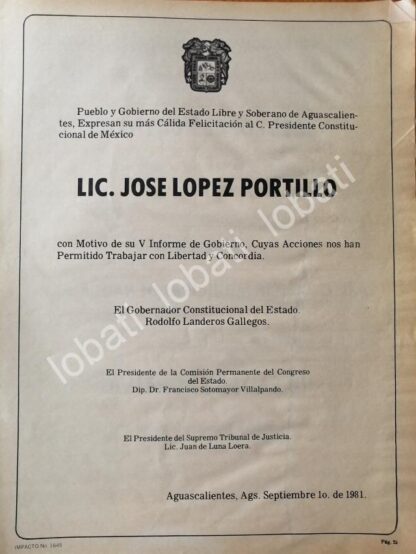 Pueblo y Gobierno del Estado Libre y Soberano de Aguascalien-
tes, Expresan su más Cálida Felicitación al C. Presidente Constitu-
cional de México
LIC. JOSE LOPEZ PORTILLO
con Motivo de su V Informe de Gobierno, Cuyas Acciones nos han
Permitido Trabajar con Libertad y Concordia.
lobati lobati lobati
El Gobernador Constitucional del Estado.
Rodolfo Landeros Gallegos.
El Presidente de la Comisión Permanente del Congreso
del Estado.
Dip. Dr. Francisco Sotomayor Villalpando.
El Presidente del Supremo Tribunal de Justicia.
Lic. Juan de Luna Loera.
Aguascalientes, Ags. Septiembre 1o. de 1981.
IMPACTO No. 1645
Pág.